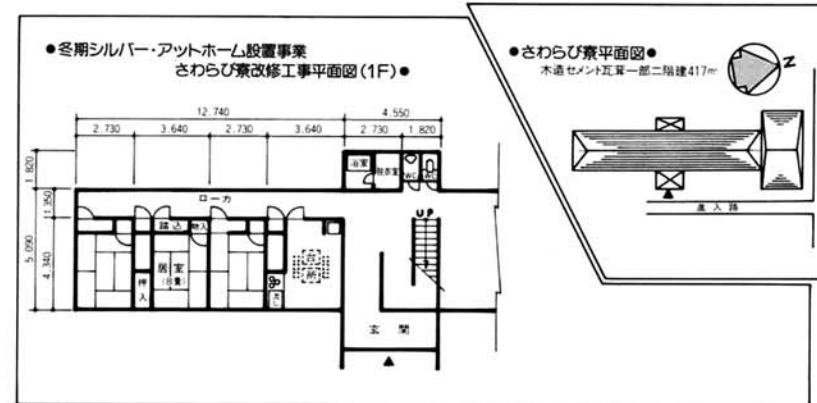 ●冬期シルバー・アットホーム設置事業
さわらび寮改修工事平面図(1F)●
12.740
4.550
2.730
3.640
2.730
3.640
2.730
1.820
1.820
1.350
5.090
4.340
浴室
脱衣室
WC
WC
ローカ
UP
踏込
物入
居室
(6畳)
押入
台所
流し
玄関
●さわらび寮平面図●
木造セメント瓦葺一部二階建417㎡
N
進入路